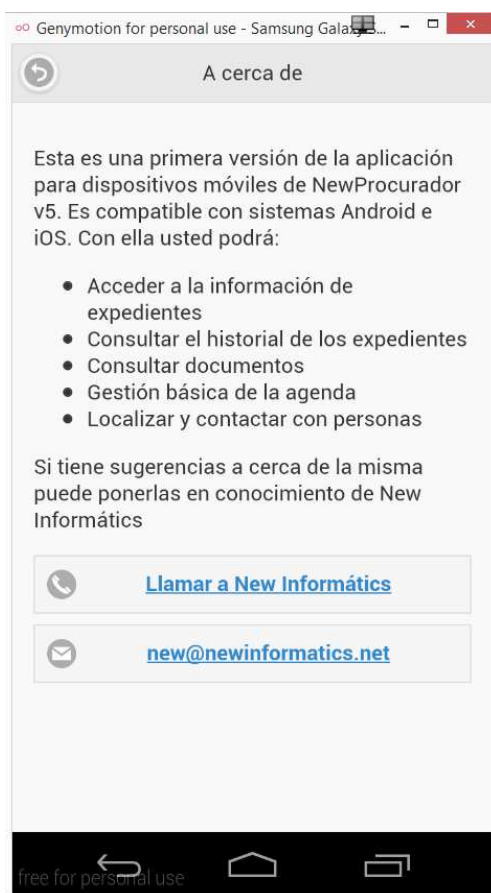 Genymotion for personal use - Samsung Galaxy S...
A cerca de
Esta es una primera versión de la aplicación
para dispositivos móviles de NewProcurador
v5. Es compatible con sistemas Android e
iOS. Con ella usted podrá:
Acceder a la información de
expedientes
Consultar el historial de los expedientes
Consultar documentos
Gestión básica de la agenda
Localizar y contactar con personas
Si tiene sugerencias a cerca de la misma
puede ponerlas en conocimiento de New
Informátics
Llamar a New Informátics
new@newinformatics.net
free for personal use